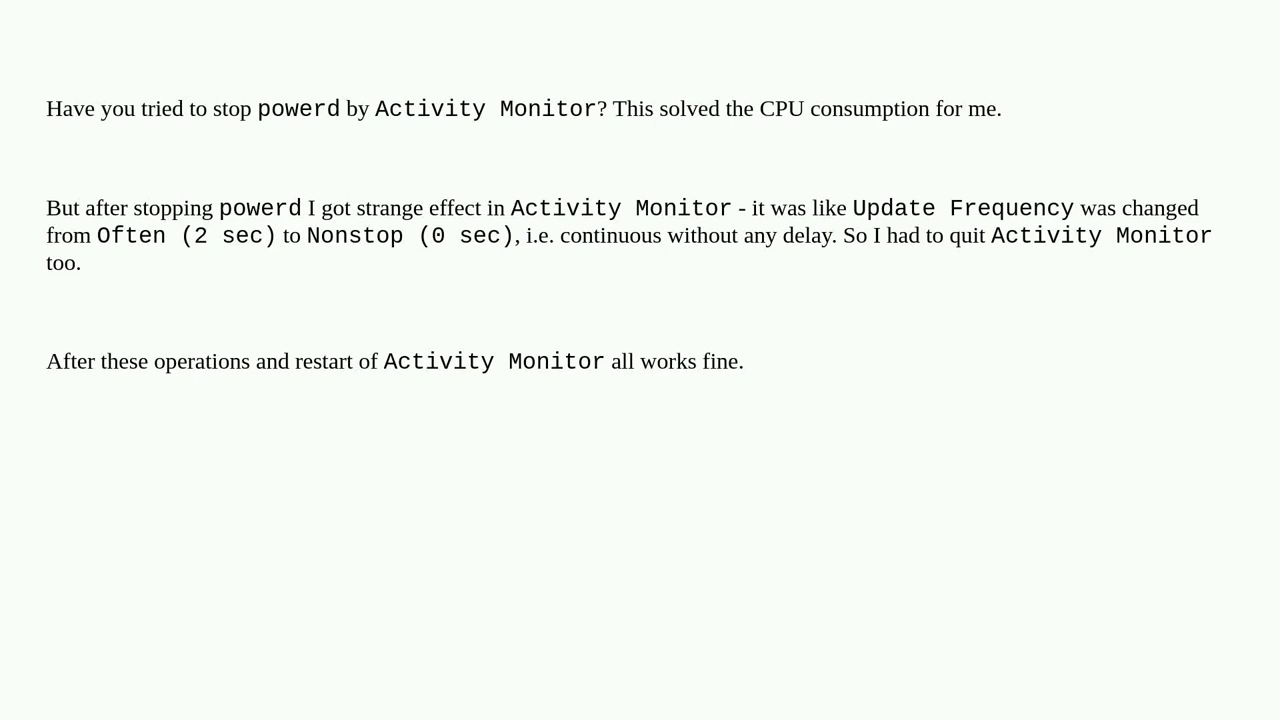 Have you tried to stop powerd by Activity Monitor? This solved the CPU consumption for me.
But after stopping powerd I got strange effect in Activity Monitor - it was like Update Frequency was changed
from Often (2 sec) to Nonstop (0 sec), i.e. continuous without any delay. So I had to quit Activity Monitor
too.
After these operations and restart of Activity Monitor all works fine.